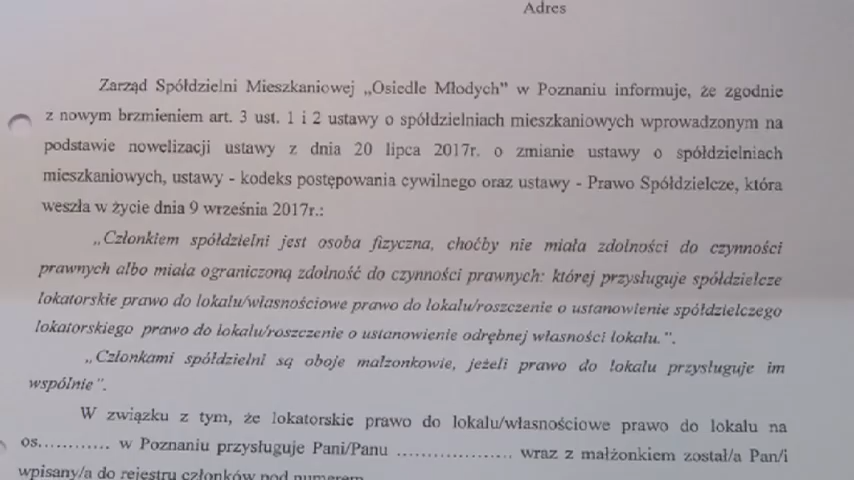 Adres
Zarząd Spółdzielni Mieszkaniowej „Osiedle Młodych” w Poznaniu informuje, że zgodnie
z nowym brzmieniem art. 3 ust. 1 i 2 ustawy o spółdzielniach mieszkaniowych wprowadzonym na
podstawie nowelizacji ustawy z dnia 20 lipca 2017r. o zmianie ustawy o spółdzielniach
mieszkaniowych, ustawy - kodeks postępowania cywilnego oraz ustawy - Prawo Spółdzielcze, która
weszła w życie dnia 9 września 2017r.:
„Członkiem spółdzielni jest osoba fizyczna, choćby nie miała zdolności do czynności
prawnych albo miała ograniczoną zdolność do czynności prawnych: której przysługuje spółdzielcze
lokatorskie prawo do lokalu/własnościowe prawo do lokalu/roszczenie o ustanowienie spółdzielczego
lokatorskiego prawo do lokalu/roszczenie o ustanowienie odrębnej własności lokalu.”.
„Członkami spółdzielni są oboje małżonkowie, jeżeli prawo do lokalu przysługuje im
wspólnie”.
W związku z tym, że lokatorskie prawo do lokalu/własnościowe prawo do lokalu na
os............ w Poznaniu przysługuje Pani/Panu .................... wraz z małżonkiem został/a Pan/i
wpisany/a do rejestru członków pod numerem